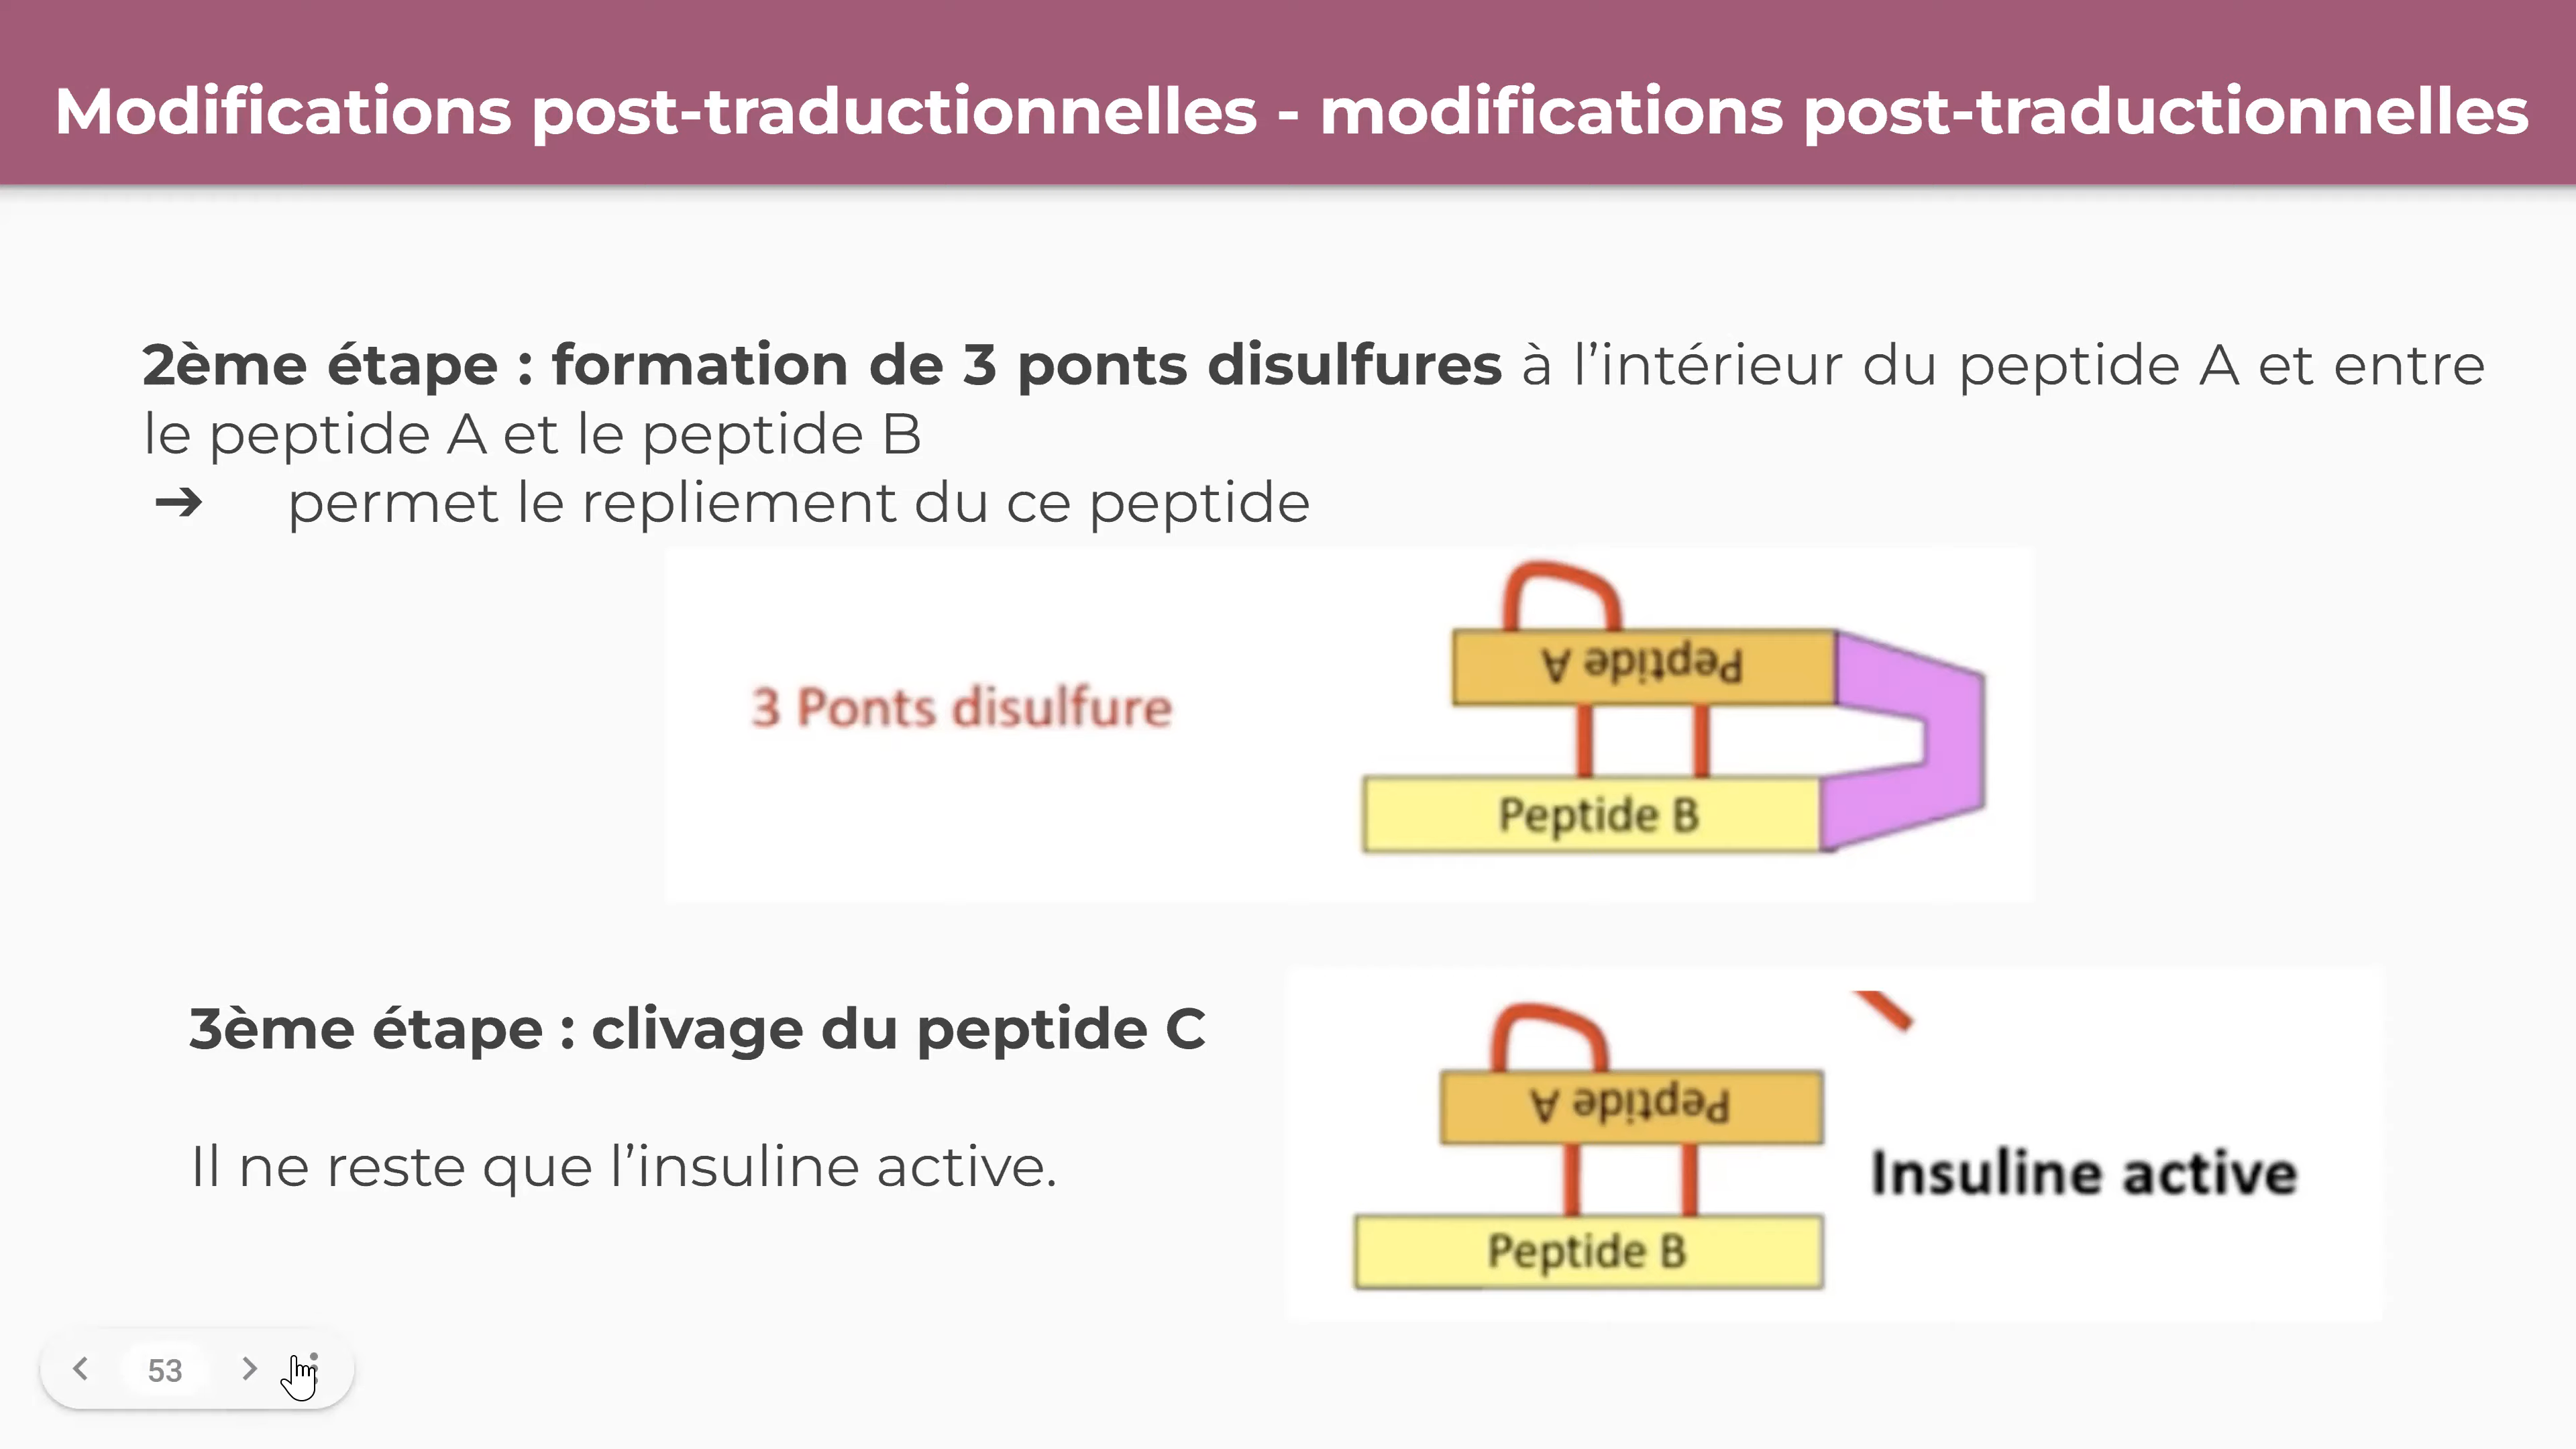 Modifications post-traductionnelles - modifications post-traductionnelles
2ème étape : formation de 3 ponts disulfures à l’intérieur du peptide A et entre
le peptide A et le peptide B
➔ permet le repliement du ce peptide
Peptide A
3 Ponts disulfure
Peptide B
3ème étape : clivage du peptide C
Peptide A
Il ne reste que l’insuline active.
Insuline active
Peptide B
53